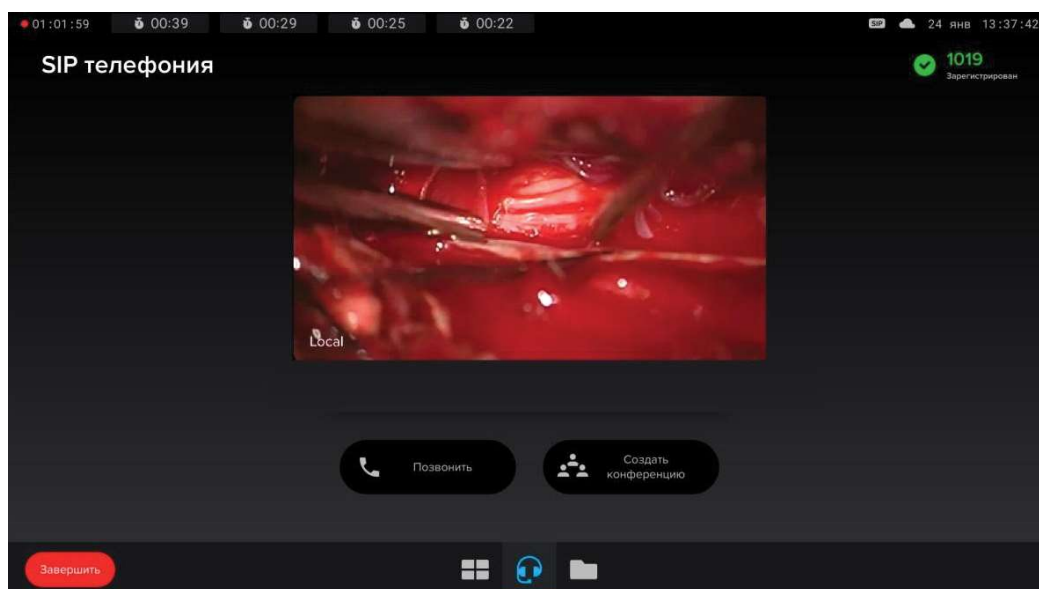 01:01:59 00:39 00:29 00:25 00:22 SIP 24 янв 13:37:42
SIP телефония
1019
Зарегистрирован
Local
Позвонить
Создать
конференцию
Завершить